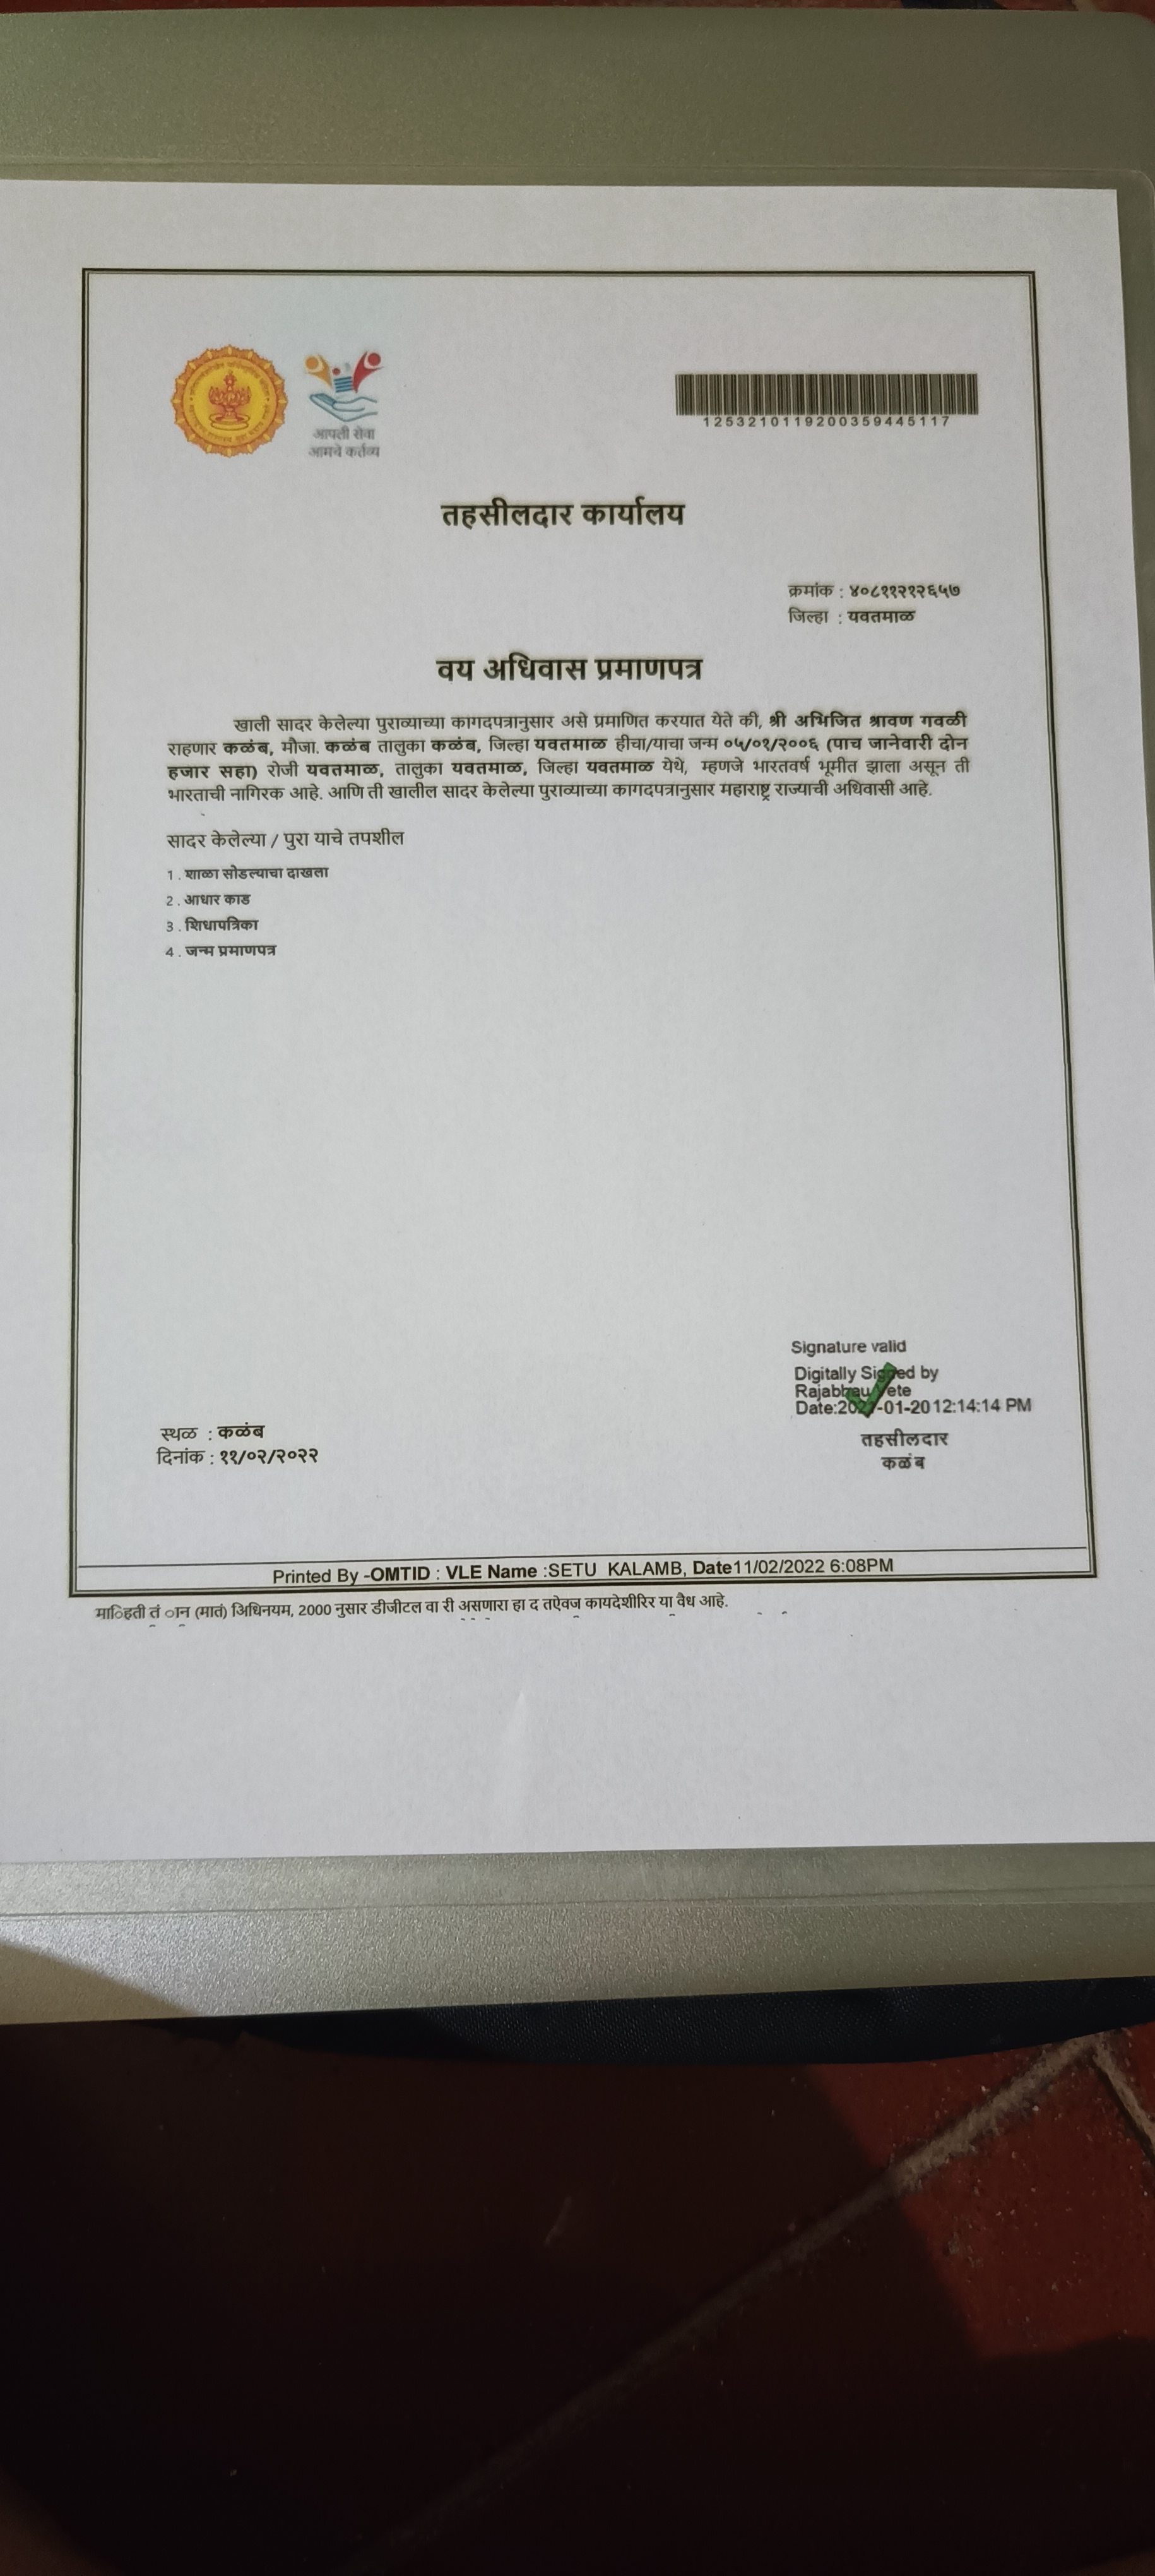 आपली सेवा
आमचे कर्तव्य
12532101192003594451​17
तहसीलदार कार्यालय
क्रमांक : ४०८११२१२६५७
जिल्हा : यवतमाळ
वय अधिवास प्रमाणपत्र
खाली सादर केलेल्या पुराव्याच्या कागदपत्रानुसार असे प्रमाणित करयात येते की, श्री अभिजित श्रावण गवळी
राहणार कळंब, मौजा. कळंब तालुका कळंब, जिल्हा यवतमाळ हीचा/याचा जन्म ०५/०१/२००६ (पाच जानेवारी दोन
हजार सहा) रोजी यवतमाळ, तालुका यवतमाळ, जिल्हा यवतमाळ येथे, म्हणजे भारतवर्ष भूमीत झाला असून ती
भारताची नागिरक आहे. आणि ती खालील सादर केलेल्या पुराव्याच्या कागदपत्रानुसार महाराष्ट्र राज्याची अधिवासी आहे.
सादर केलेल्या / पुरा याचे तपशील
1 . शाळा सोडल्याचा दाखला
2 . आधार काड
3 . शिधापत्रिका
4 . जन्म प्रमाणपत्र
Signature valid
Digitally Signed by
Rajabhau ete
Date: -01-20 12:14:14 PM
तहसीलदार
कळंब
स्थळ : कळंब
दिनांक : ११/०२/२०२२
Printed By -OMTID : VLE Name :SETU KALAMB, Date11/02/2022 6:08PM
मािहती तं ान (मातं) अिधिनयम, 2000 नुसार डीजीटल वा री असणारा हा द तऐवज कायदेशीरिर या वैध आहे.